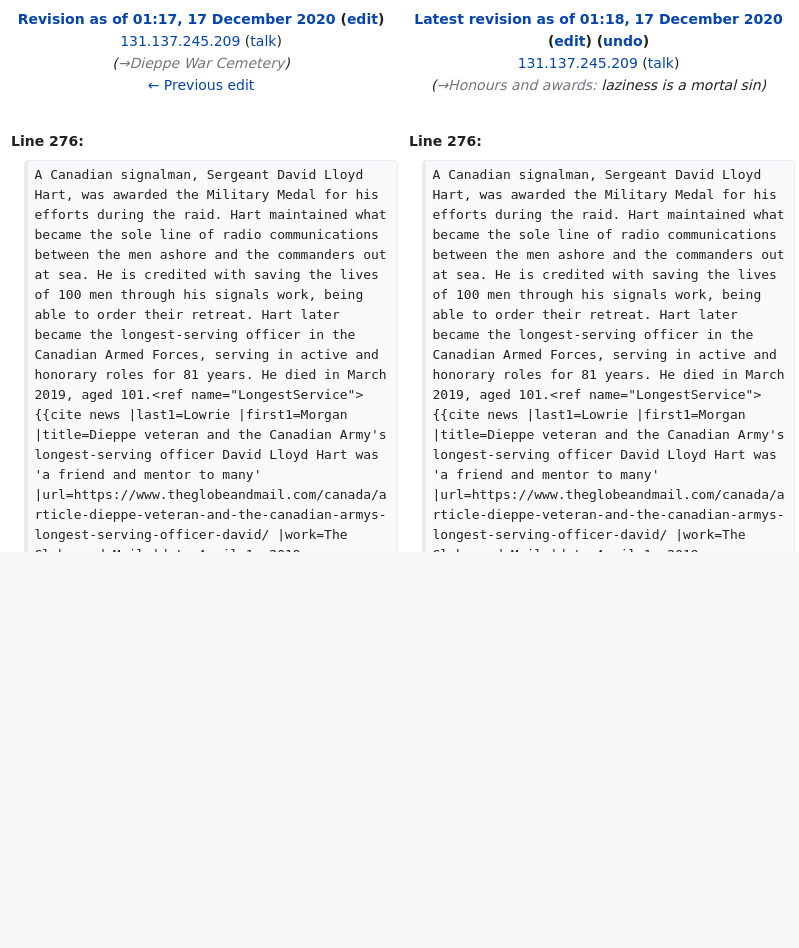 Revision as of 01:17, 17 December 2020 (edit)
131.137.245.209 (talk)
(→Dieppe War Cemetery)
← Previous edit
Latest revision as of 01:18, 17 December 2020
(edit) (undo)
131.137.245.209 (talk)
(→Honours and awards: laziness is a mortal sin)
Line 276:
A Canadian signalman, Sergeant David Lloyd
Hart, was awarded the Military Medal for his
efforts during the raid. Hart maintained what
became the sole line of radio communications
between the men ashore and the commanders out
at sea. He is credited with saving the lives
of 100 men through his signals work, being
able to order their retreat. Hart later
became the longest-serving officer in the
Canadian Armed Forces, serving in active and
honorary roles for 81 years. He died in March
2019, aged 101.<ref name="LongestService">
{{cite news |last1=Lowrie |first1=Morgan
|title=Dieppe veteran and the Canadian Army's
longest-serving officer David Lloyd Hart was
'a friend and mentor to many'
|url=https://www.theglobeandmail.com/canada/a
rticle-dieppe-veteran-and-the-canadian-armys-
longest-serving-officer-david/ |work=The
Line 276:
A Canadian signalman, Sergeant David Lloyd
Hart, was awarded the Military Medal for his
efforts during the raid. Hart maintained what
became the sole line of radio communications
between the men ashore and the commanders out
at sea. He is credited with saving the lives
of 100 men through his signals work, being
able to order their retreat. Hart later
became the longest-serving officer in the
Canadian Armed Forces, serving in active and
honorary roles for 81 years. He died in March
2019, aged 101.<ref name="LongestService">
{{cite news |last1=Lowrie |first1=Morgan
|title=Dieppe veteran and the Canadian Army's
longest-serving officer David Lloyd Hart was
'a friend and mentor to many'
|url=https://www.theglobeandmail.com/canada/a
rticle-dieppe-veteran-and-the-canadian-armys-
longest-serving-officer-david/ |work=The